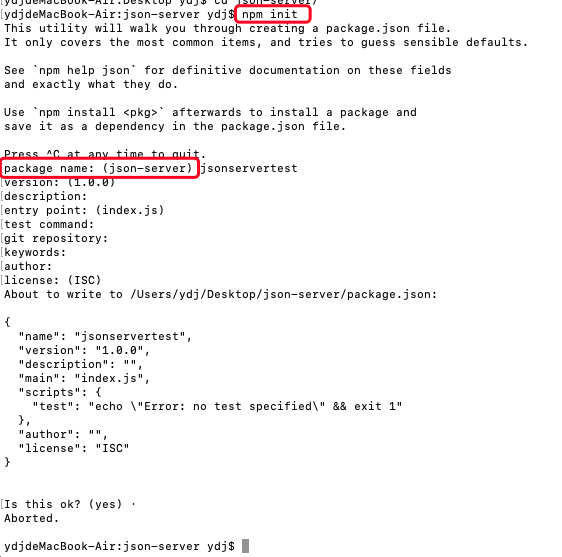 ydjdeMacBook-Air:Desktop ydj$ cd json-server/
ydjdeMacBook-Air:json-server ydj$ npm init
This utility will walk you through creating a package.json file.
It only covers the most common items, and tries to guess sensible defaults.
See `npm help json` for definitive documentation on these fields
and exactly what they do.
Use `npm install <pkg>` afterwards to install a package and
save it as a dependency in the package.json file.
Press ^C at any time to quit.
package name: (json-server) jsonservertest
version: (1.0.0)
description:
entry point: (index.js)
test command:
git repository:
keywords:
author:
license: (ISC)
About to write to /Users/ydj/Desktop/json-server/package.json:
{
  "name": "jsonservertest",
  "version": "1.0.0",
  "description": "",
  "main": "index.js",
  "scripts": {
    "test": "echo \"Error: no test specified\" && exit 1"
  },
  "author": "",
  "license": "ISC"
}
Is this ok? (yes) ·
Aborted.
ydjdeMacBook-Air:json-server ydj$